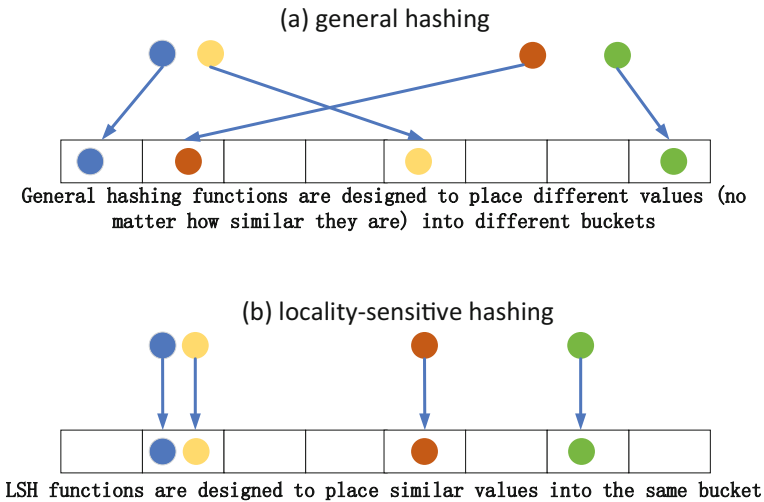 (a) general hashing
General hashing functions are designed to place different values (no
matter how similar they are) into different buckets
(b) locality-sensitive hashing
LSH functions are designed to place similar values into the same bucket